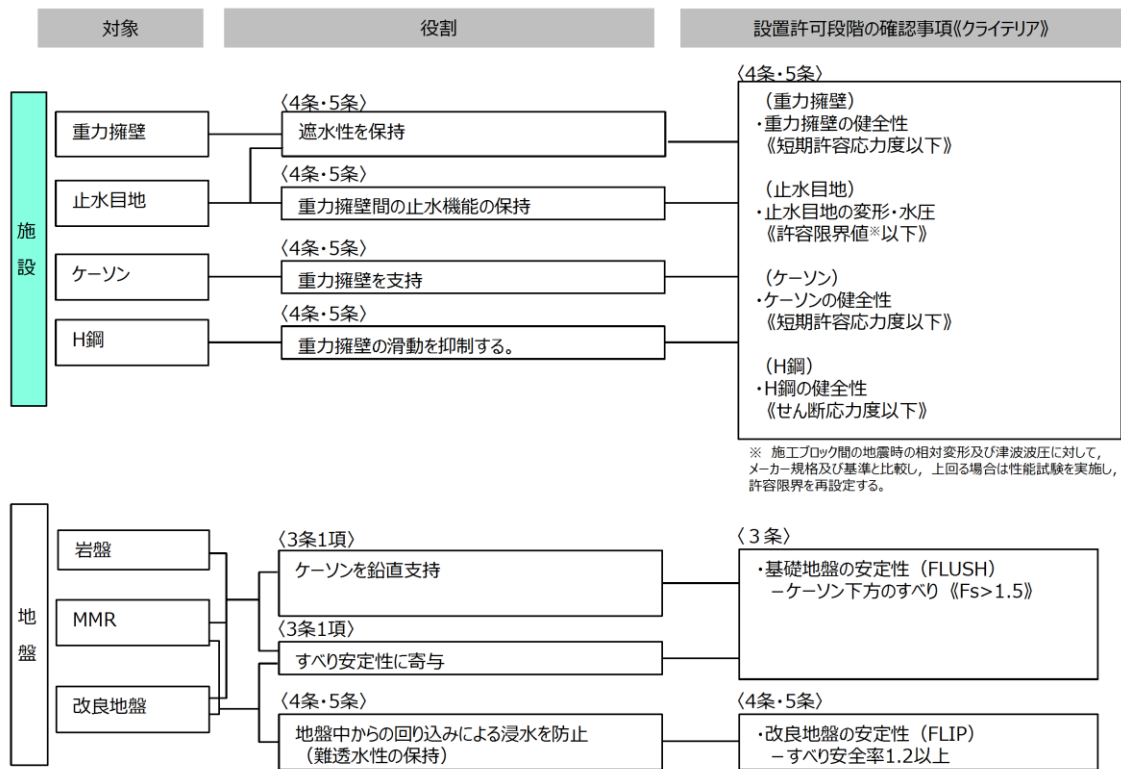 対象
役割
設置許可段階の確認事項《クライテリア》
施設
重力擁壁
止水目地
ケーソン
H鋼
〈4条・5条〉
遮水性を保持
〈4条・5条〉
重力擁壁間の止水機能の保持
〈4条・5条〉
重力擁壁を支持
〈4条・5条〉
重力擁壁の滑動を抑制する。
〈4条・5条〉
（重力擁壁）
・重力擁壁の健全性
《短期許容応力度以下》
（止水目地）
・止水目地の変形・水圧
《許容限界値※以下》
（ケーソン）
・ケーソンの健全性
《短期許容応力度以下》
（H鋼）
・H鋼の健全性
《せん断応力度以下》
※ 施工ブロック間の地震時の相対変形及び津波波圧に対して，
メーカー規格及び基準と比較し，上回る場合は性能試験を実施し，
許容限界を再設定する。
地盤
岩盤
MMR
改良地盤
〈3条1項〉
ケーソンを鉛直支持
〈3条1項〉
すべり安定性に寄与
〈4条・5条〉
地盤中からの回り込みによる浸水を防止
（難透水性の保持）
〈３条〉
・基礎地盤の安定性（FLUSH）
－ケーソン下方のすべり《Fs>1.5》
〈4条・5条〉
・改良地盤の安定性（FLIP）
－すべり安全率1.2以上